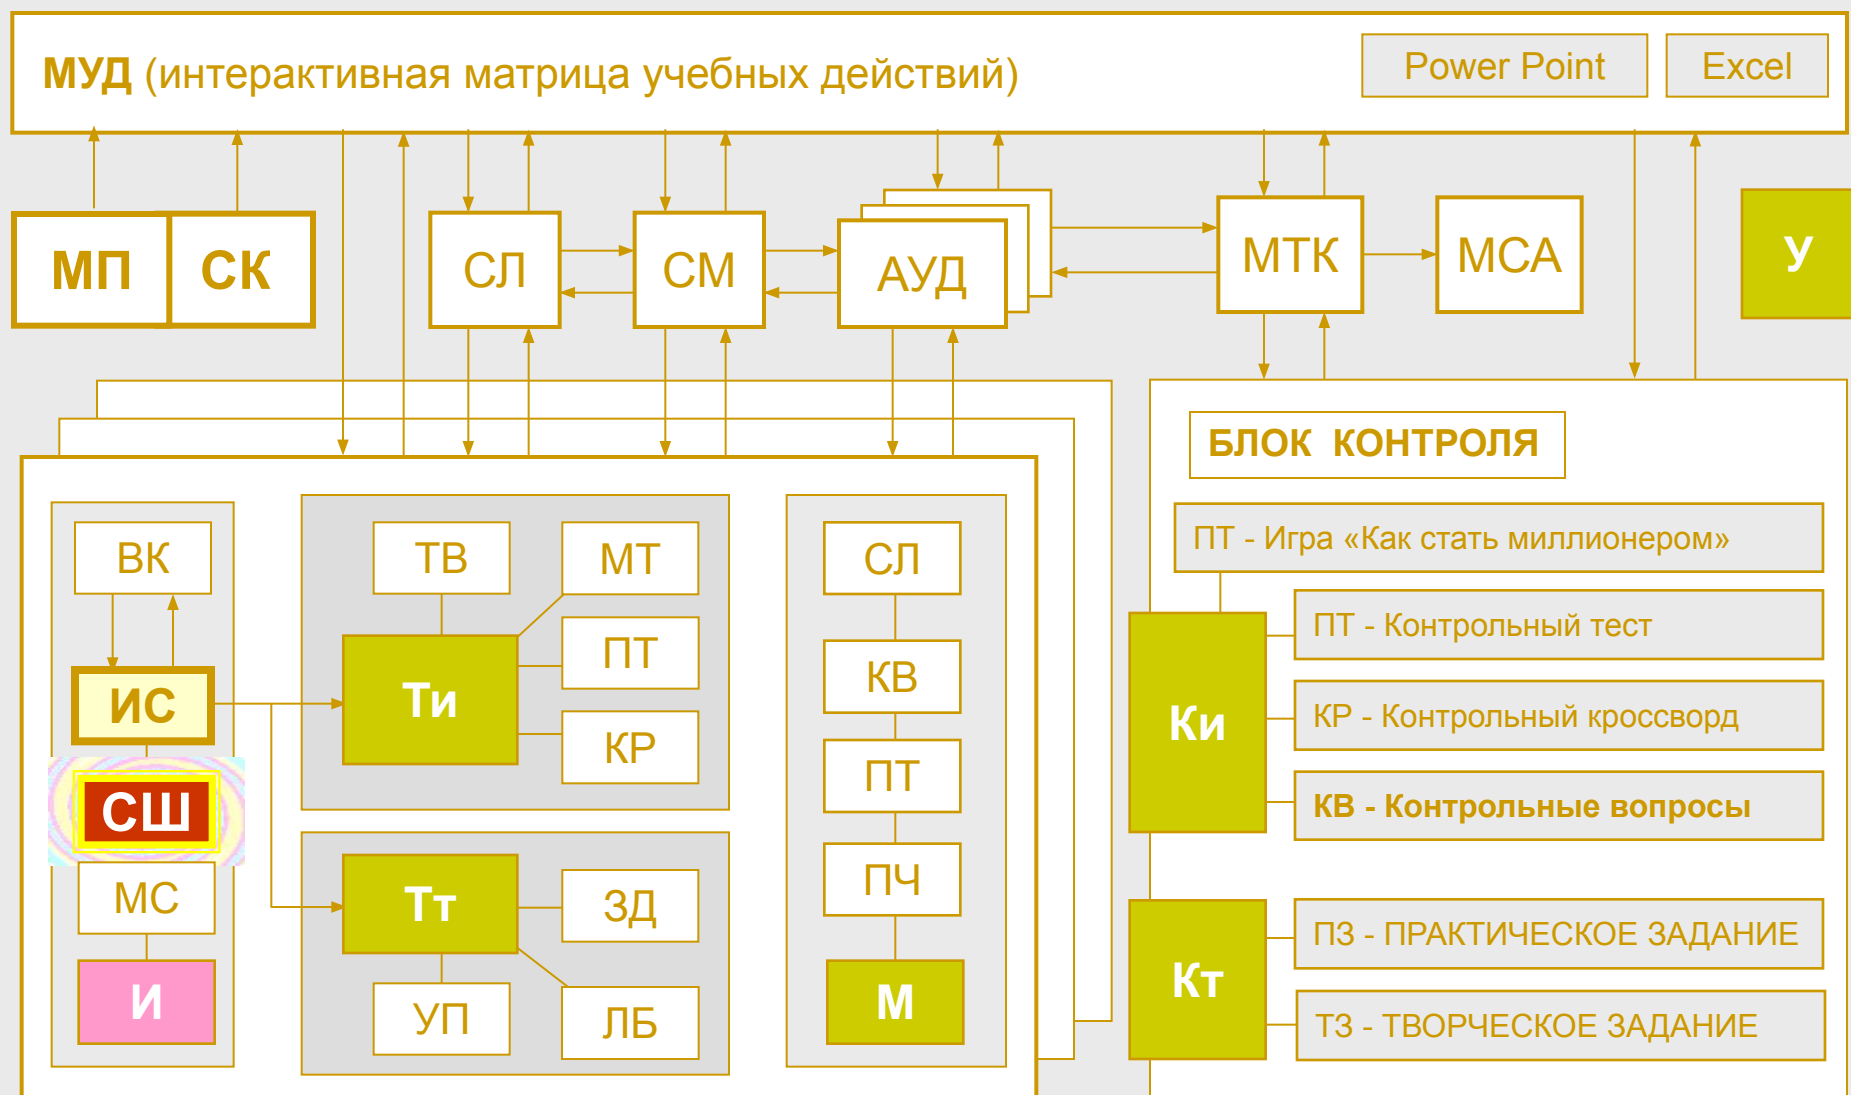 МУД (интерактивная матрица учебных действий)
Power Point
Excel
МП
СК
СЛ
СМ
АУД
МТК
МСА
У
БЛОК КОНТРОЛЯ
ВК
ИС
СШ
МС
И
ТВ
МТ
ПТ
КР
Ти
Тт
ЗД
УП
ЛБ
СЛ
КВ
ПТ
ПЧ
М
ПТ - Игра «Как стать миллионером»
Ки
ПТ - Контрольный тест
КР - Контрольный кроссворд
КВ - Контрольные вопросы
Кт
ПЗ - ПРАКТИЧЕСКОЕ ЗАДАНИЕ
ТЗ - ТВОРЧЕСКОЕ ЗАДАНИЕ